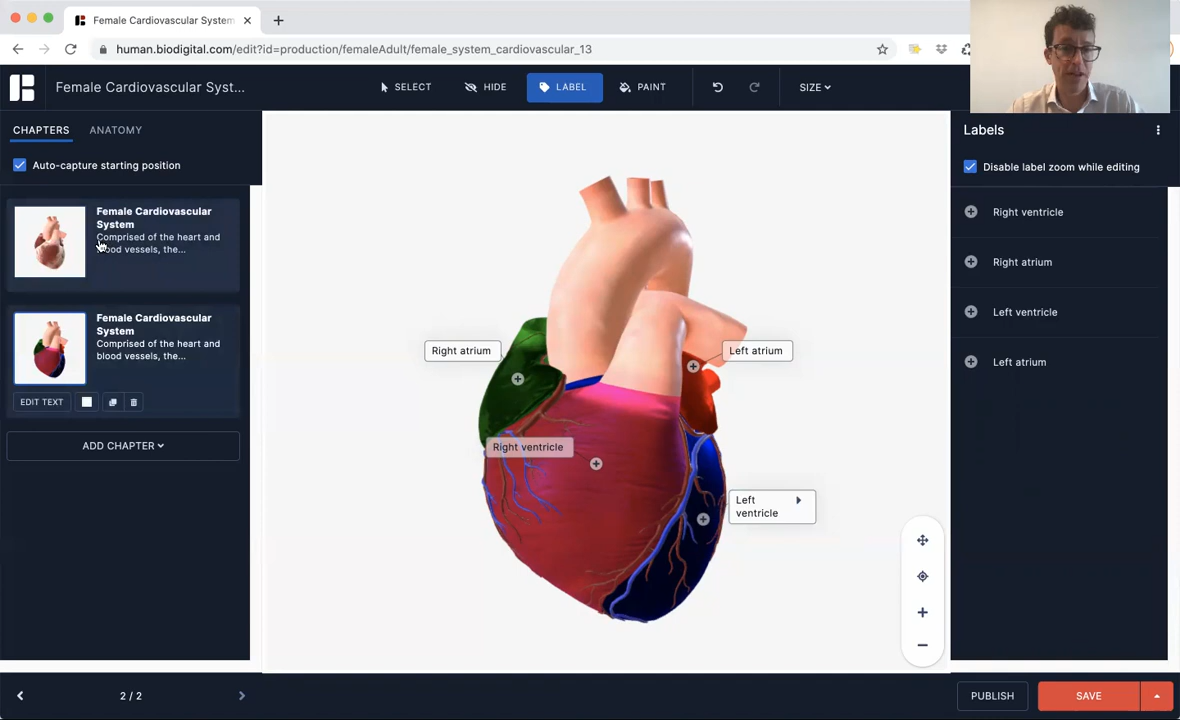 Female Cardiovascular System
human.biodigital.com/edit?id=production/femaleAdult/female_system_cardiovascular_13
Female Cardiovascular Syst...
SELECT
HIDE
LABEL
PAINT
SIZE
CHAPTERS
ANATOMY
Auto-capture starting position
Female Cardiovascular
System
Comprised of the heart and
blood vessels, the...
Female Cardiovascular
System
Comprised of the heart and
blood vessels, the...
EDIT TEXT
ADD CHAPTER
Right atrium
Left atrium
Right ventricle
Left
ventricle
Labels
Disable label zoom while editing
Right ventricle
Right atrium
Left ventricle
Left atrium
2 / 2
PUBLISH
SAVE